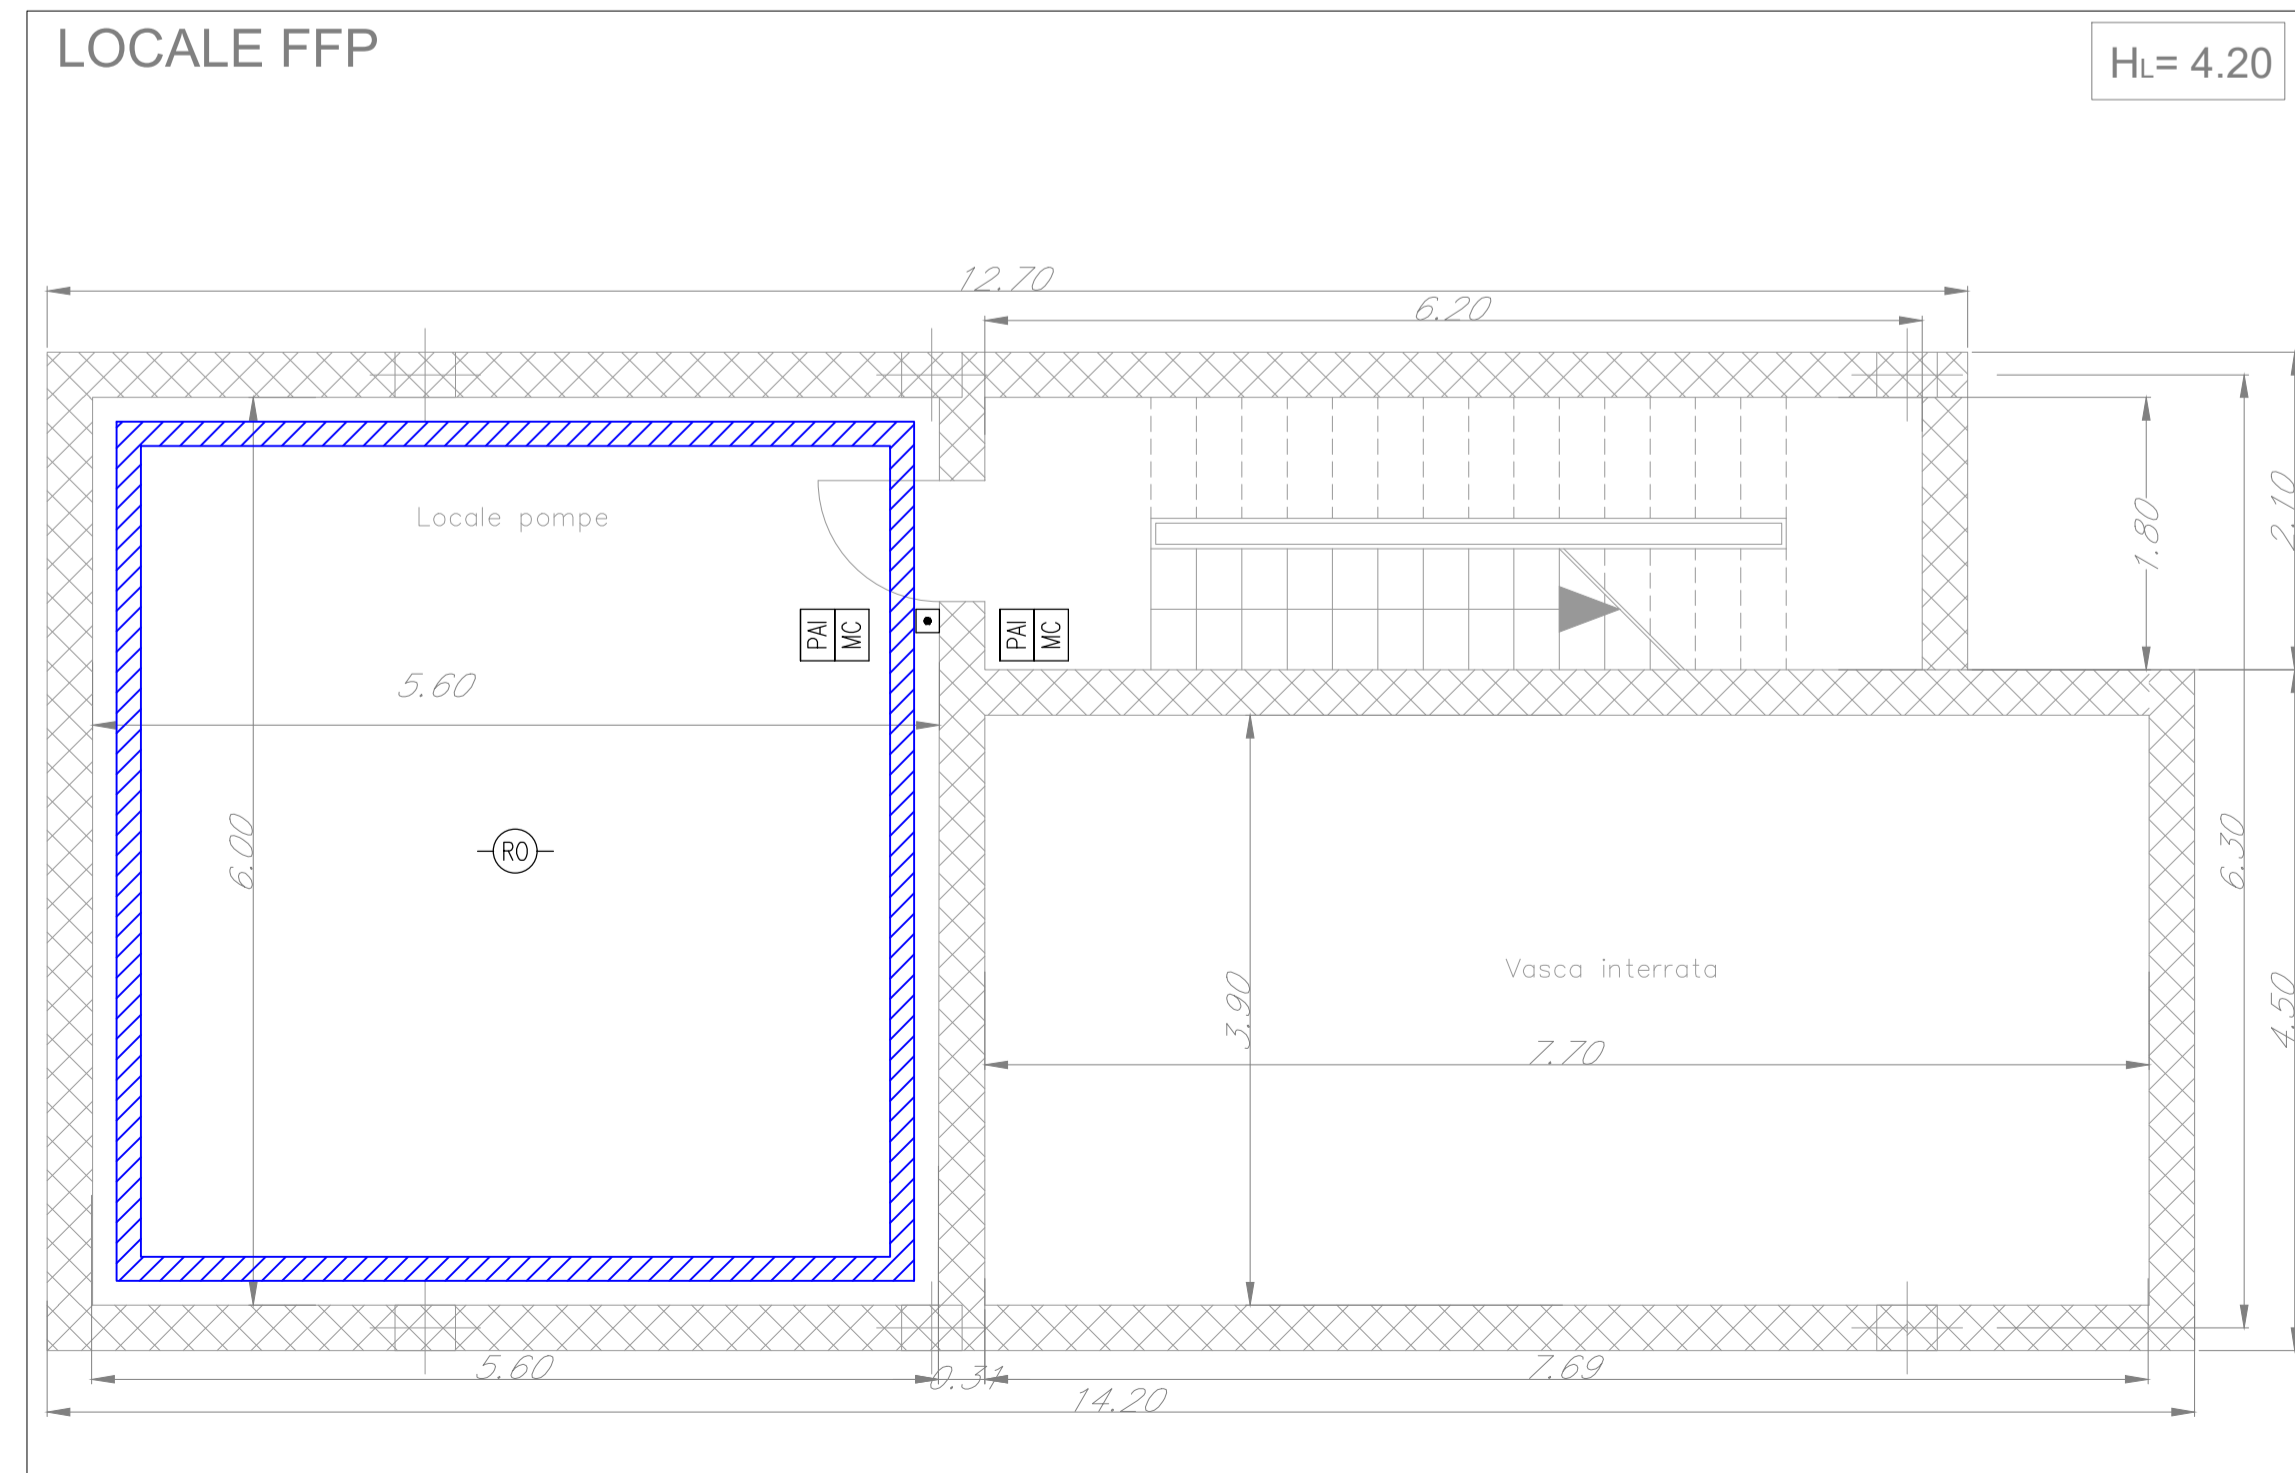 LOCALE FFP
HL= 4.20
12.70
6.20
Locale pompe
1.80
2.10
PAI
MC
PAI
MC
5.60
6.00
RO
6.30
Vasca interrata
3.90
4.50
7.70
5.60
0.31
7.69
14.20